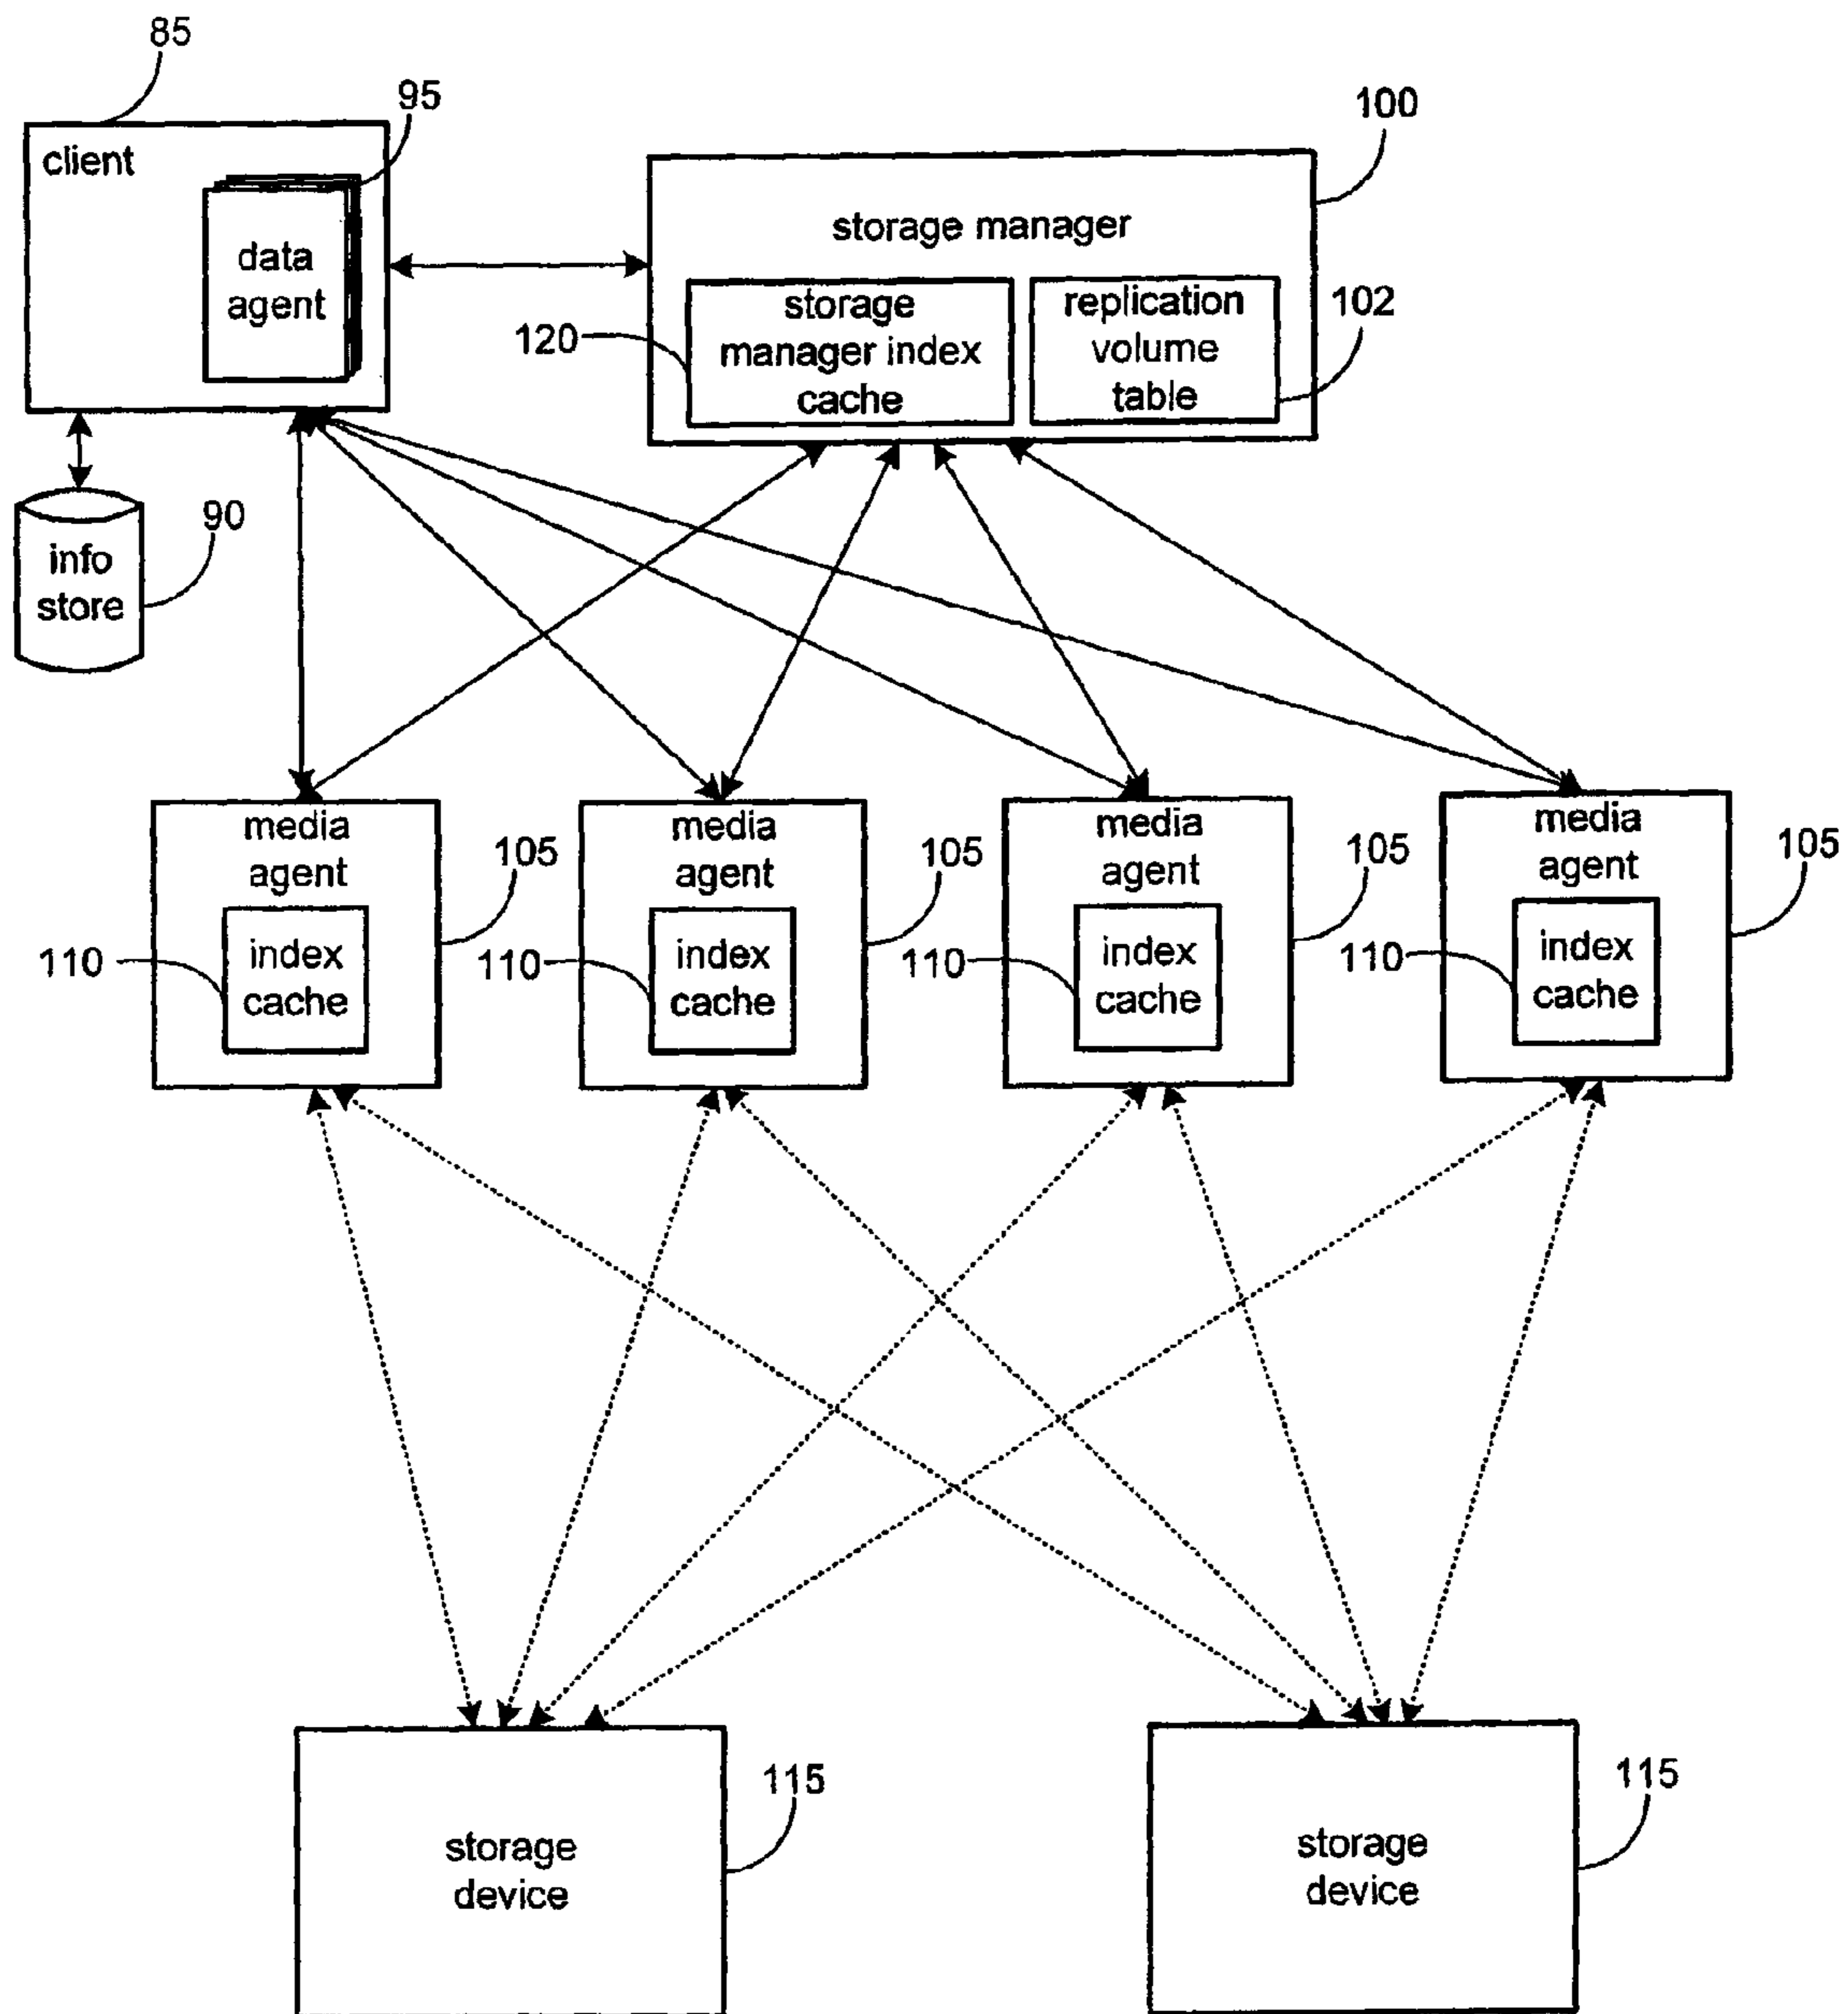 85
95
100
client
data
agent
storage manager
120
storage
manager index
cache
replication
volume
table
102
info
store
90
media
agent
105
110
index
cache
media
agent
105
110
index
cache
media
agent
105
110
index
cache
media
agent
105
110
index
cache
storage
device
115
storage
device
115